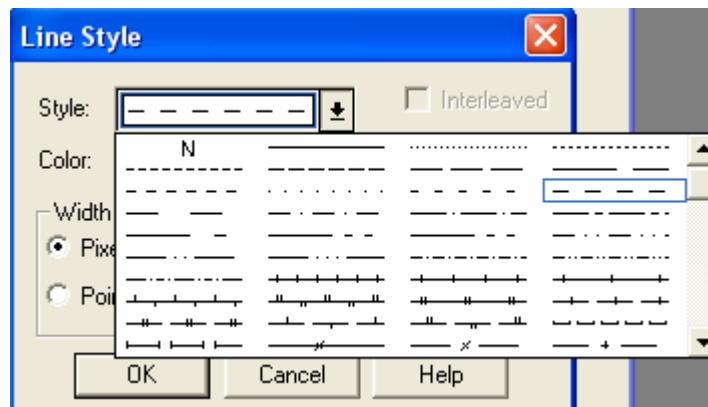 Line Style
Style:
Interleaved
Color:
N
Width
Pixe
Poi
OK Cancel Help